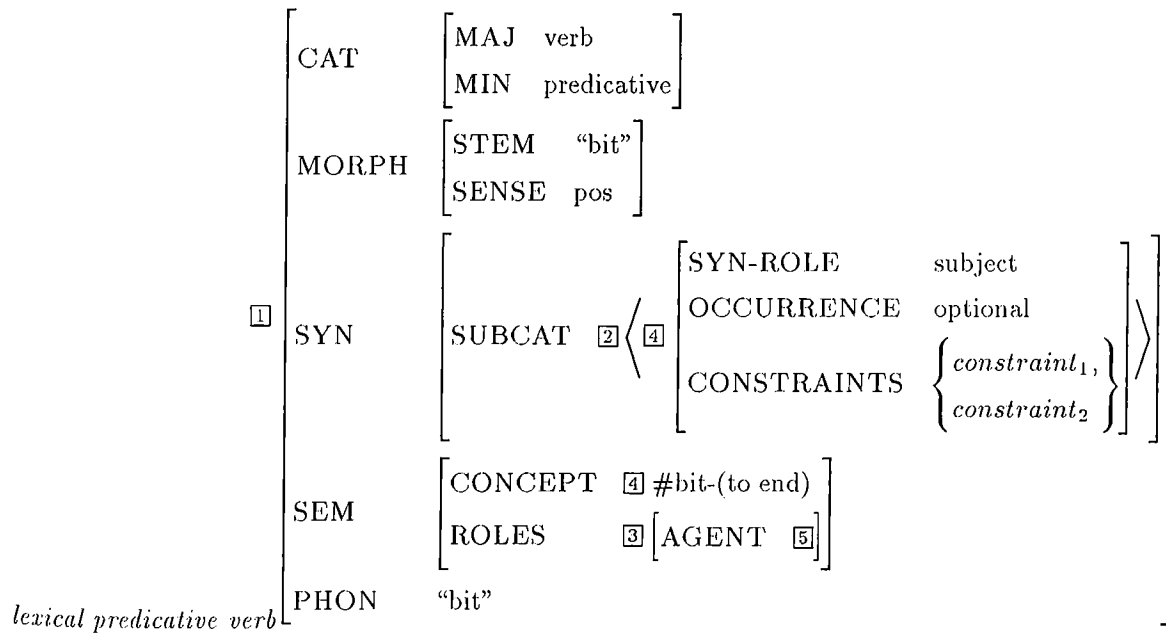 CAT [MAJ verb
MIN predicative]
MORPH [STEM “bit”
SENSE pos]
1 SYN [SUBCAT 2 ⟨ 4 [SYN-ROLE subject
OCCURRENCE optional
CONSTRAINTS {constraint₁,
constraint₂}] ⟩]
SEM [CONCEPT 4 #bit-(to end)
ROLES 3 [AGENT 5]]
PHON “bit”
lexical predicative verb